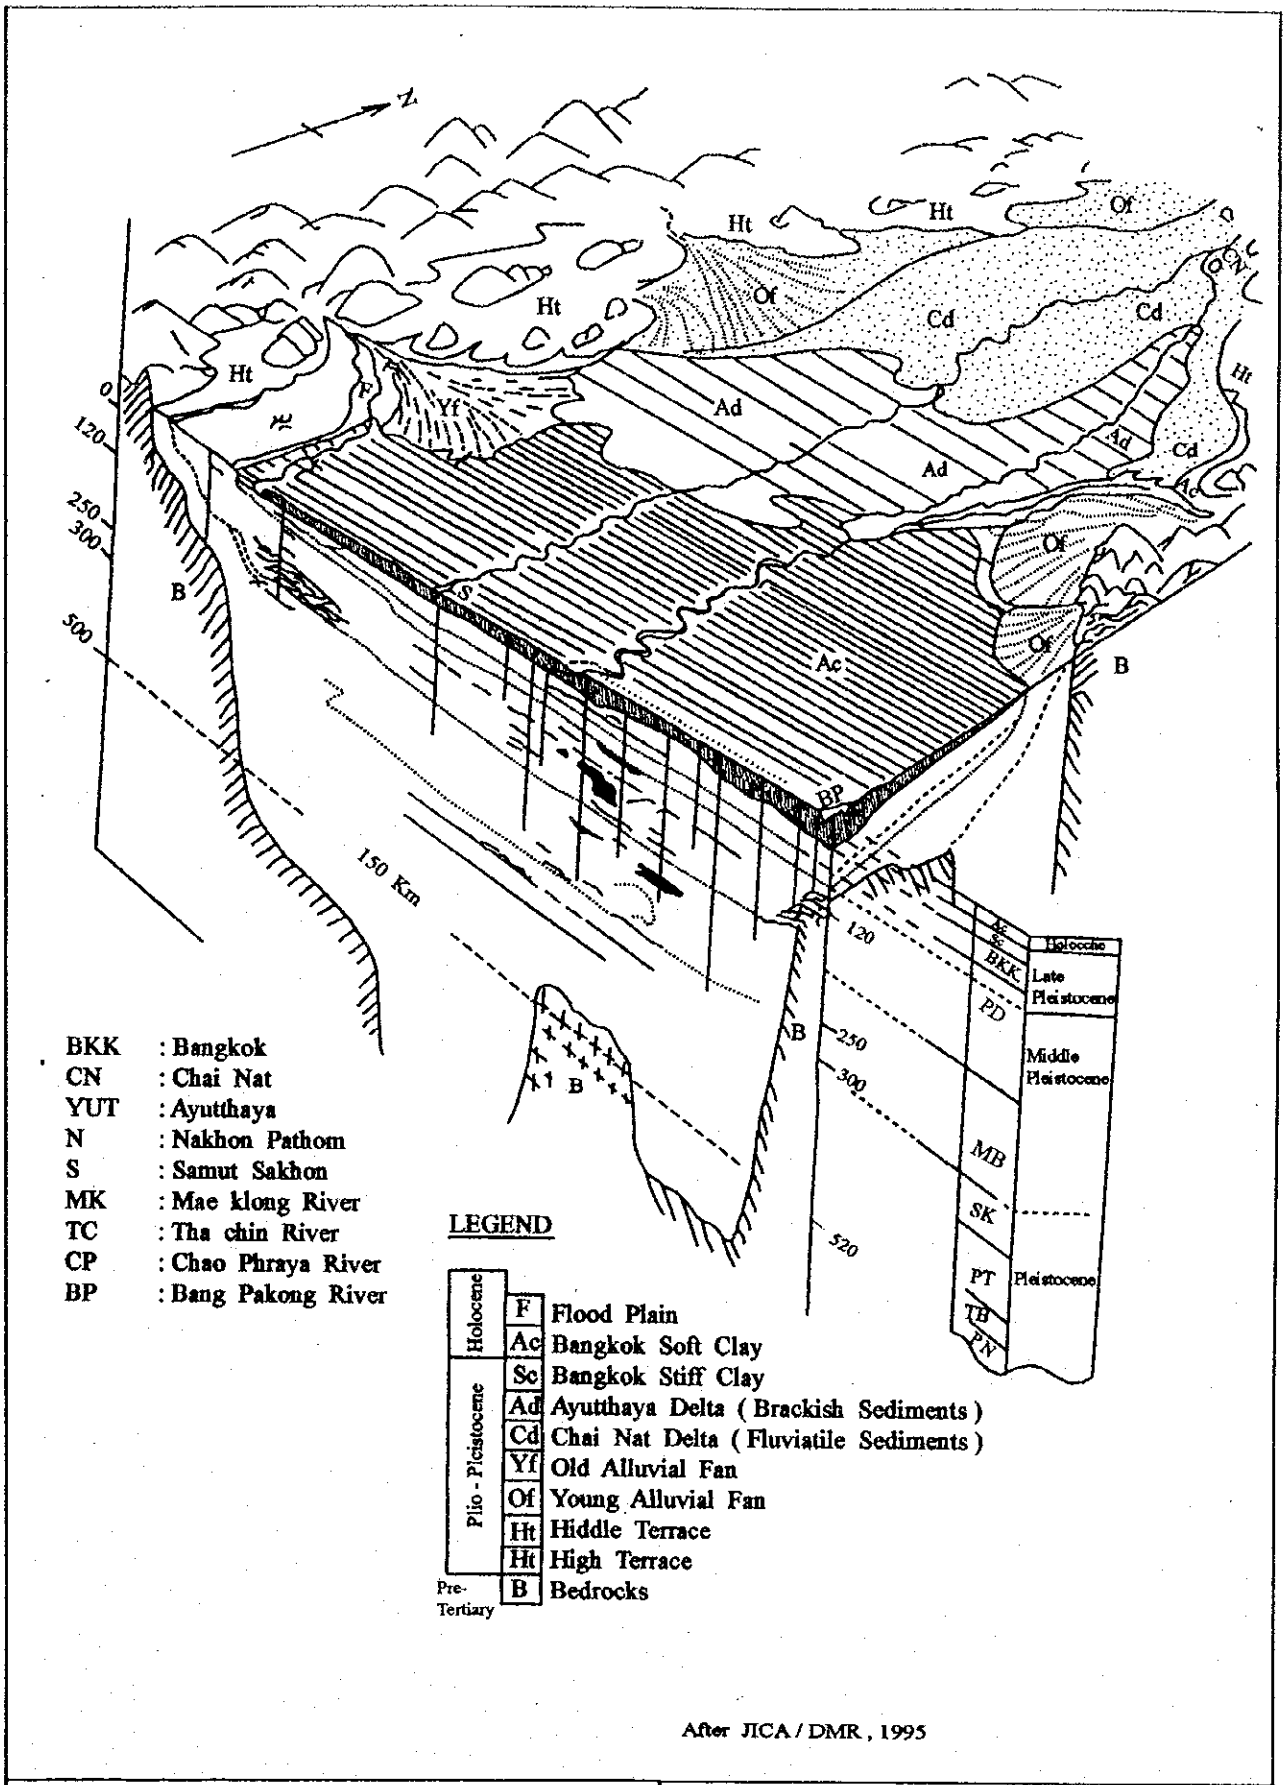 N
Ht
Ht
Of
Ht
Of
CN
Cd
Cd
Ht
Ht
Ht
F
Yf
Ad
Ad
Ad
Cd
Ac
Of
Of
0
120
250
300
500
B
S
Ac
B
BP
150 Km
120
250
300
520
B
B
Ac
Sc
BKK
PD
MB
SK
PT
TB
PN
Holocene
Late
Pleistocene
Middle
Pleistocene
Pleistocene
BKK : Bangkok
CN : Chai Nat
YUT : Ayutthaya
N : Nakhon Pathom
S : Samut Sakhon
MK : Mae klong River
TC : Tha chin River
CP : Chao Phraya River
BP : Bang Pakong River
LEGEND
Holocene
Plio - Pleistocene
Pre-
Tertiary
F Flood Plain
Ac Bangkok Soft Clay
Sc Bangkok Stiff Clay
Ad Ayutthaya Delta ( Brackish Sediments )
Cd Chai Nat Delta ( Fluviatile Sediments )
Yf Old Alluvial Fan
Of Young Alluvial Fan
Ht Hiddle Terrace
Ht High Terrace
B Bedrocks
After JICA / DMR , 1995